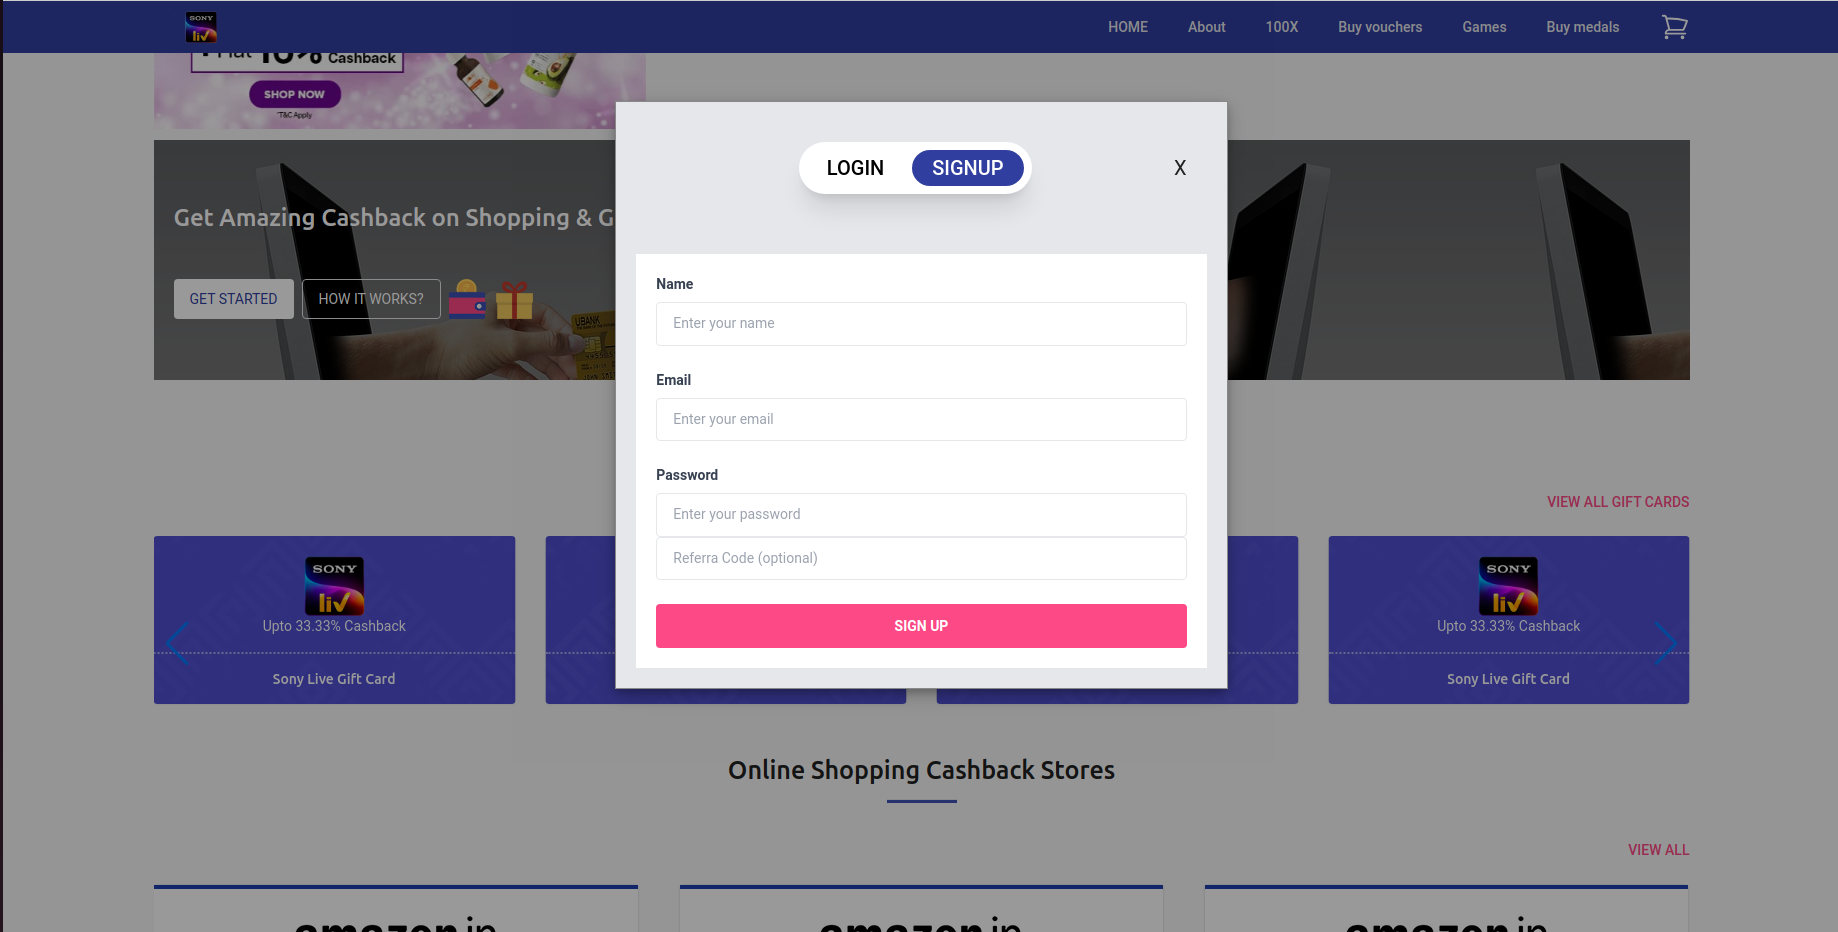 SONY
liv
HOME
About
100X
Buy vouchers
Games
Buy medals
Flat 10% Cashback
SHOP NOW
*T&C Apply
LOGIN
SIGNUP
X
Get Amazing Cashback on Shopping & G
GET STARTED
HOW IT WORKS?
UBANK
Name
Enter your name
Email
Enter your email
Password
Enter your password
Referra Code (optional)
SIGN UP
VIEW ALL GIFT CARDS
SONY
liv
Upto 33.33% Cashback
Sony Live Gift Card
SONY
liv
Upto 33.33% Cashback
Sony Live Gift Card
Online Shopping Cashback Stores
VIEW ALL
amazon.in
amazon.in
amazon.in